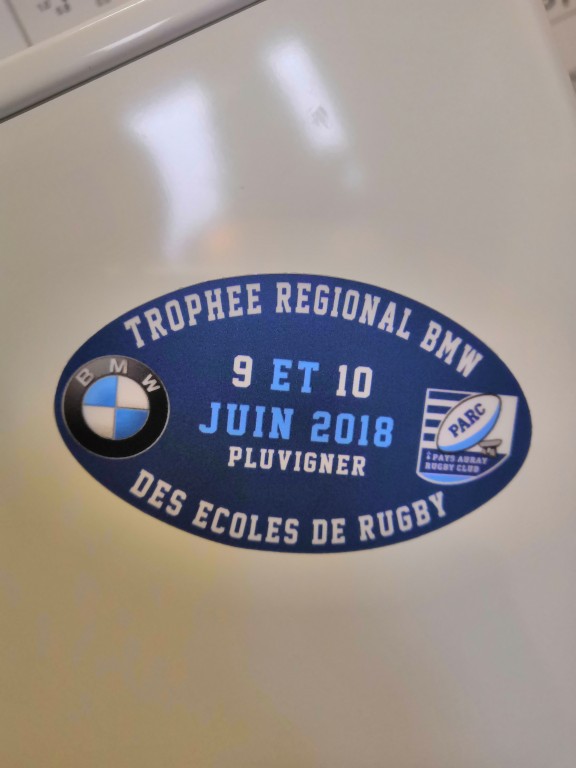 TROPHEE REGIONAL BMW
BMW
9 ET 10
JUIN 2018
PLUVIGNER
PARC
PAYS AURAY
RUGBY CLUB
DES ECOLES DE RUGBY